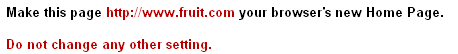 Make this page http://www.fruit.com your browser's new Home Page.
Do not change any other setting.